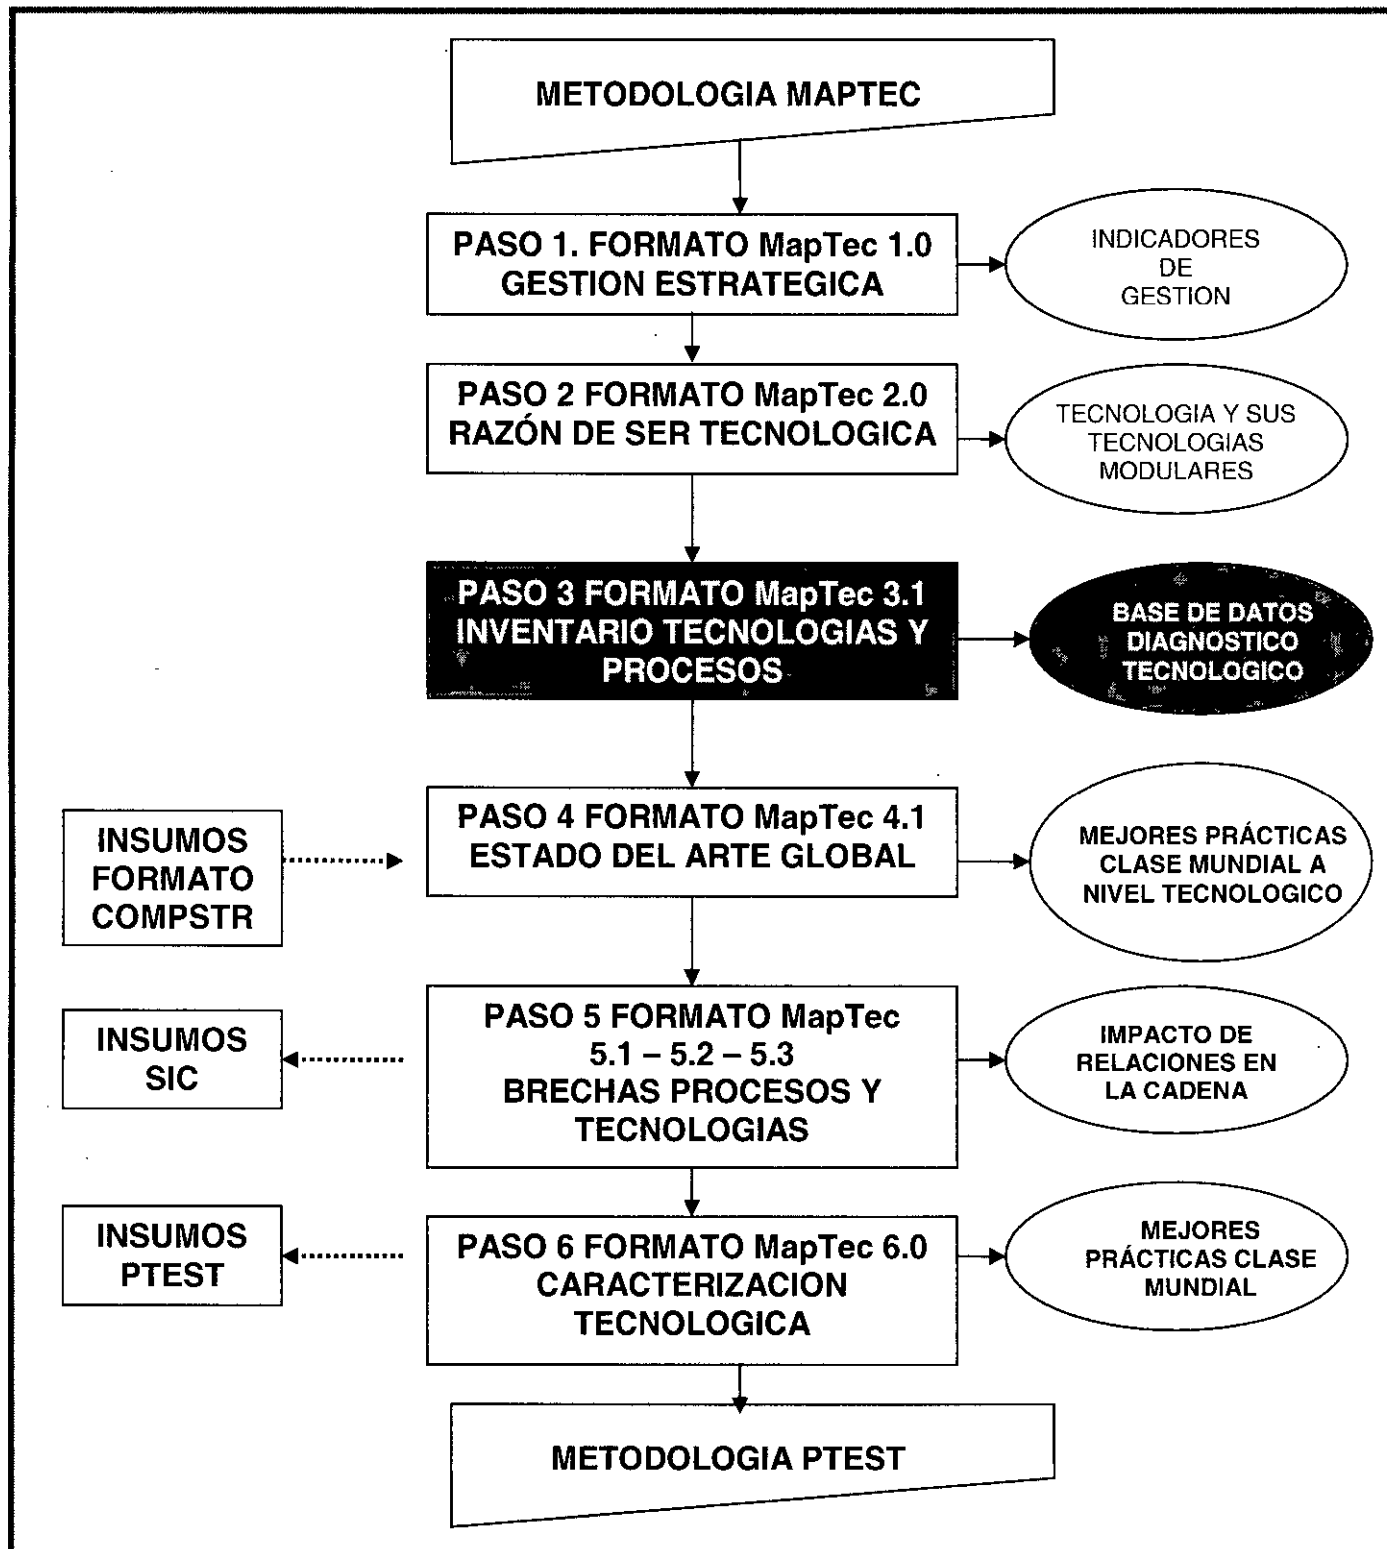 METODOLOGIA MAPTEC
PASO 1. FORMATO MapTec 1.0
GESTION ESTRATEGICA
INDICADORES
DE
GESTION
PASO 2 FORMATO MapTec 2.0
RAZÓN DE SER TECNOLOGICA
TECNOLOGIA Y SUS
TECNOLOGIAS
MODULARES
PASO 3 FORMATO MapTec 3.1
INVENTARIO TECNOLOGIAS Y
PROCESOS
BASE DE DATOS
DIAGNOSTICO
TECNOLOGICO
INSUMOS
FORMATO
COMPSTR
PASO 4 FORMATO MapTec 4.1
ESTADO DEL ARTE GLOBAL
MEJORES PRÁCTICAS
CLASE MUNDIAL A
NIVEL TECNOLOGICO
INSUMOS
SIC
PASO 5 FORMATO MapTec
5.1 – 5.2 – 5.3
BRECHAS PROCESOS Y
TECNOLOGIAS
IMPACTO DE
RELACIONES EN
LA CADENA
INSUMOS
PTEST
PASO 6 FORMATO MapTec 6.0
CARACTERIZACION
TECNOLOGICA
MEJORES
PRÁCTICAS CLASE
MUNDIAL
METODOLOGIA PTEST